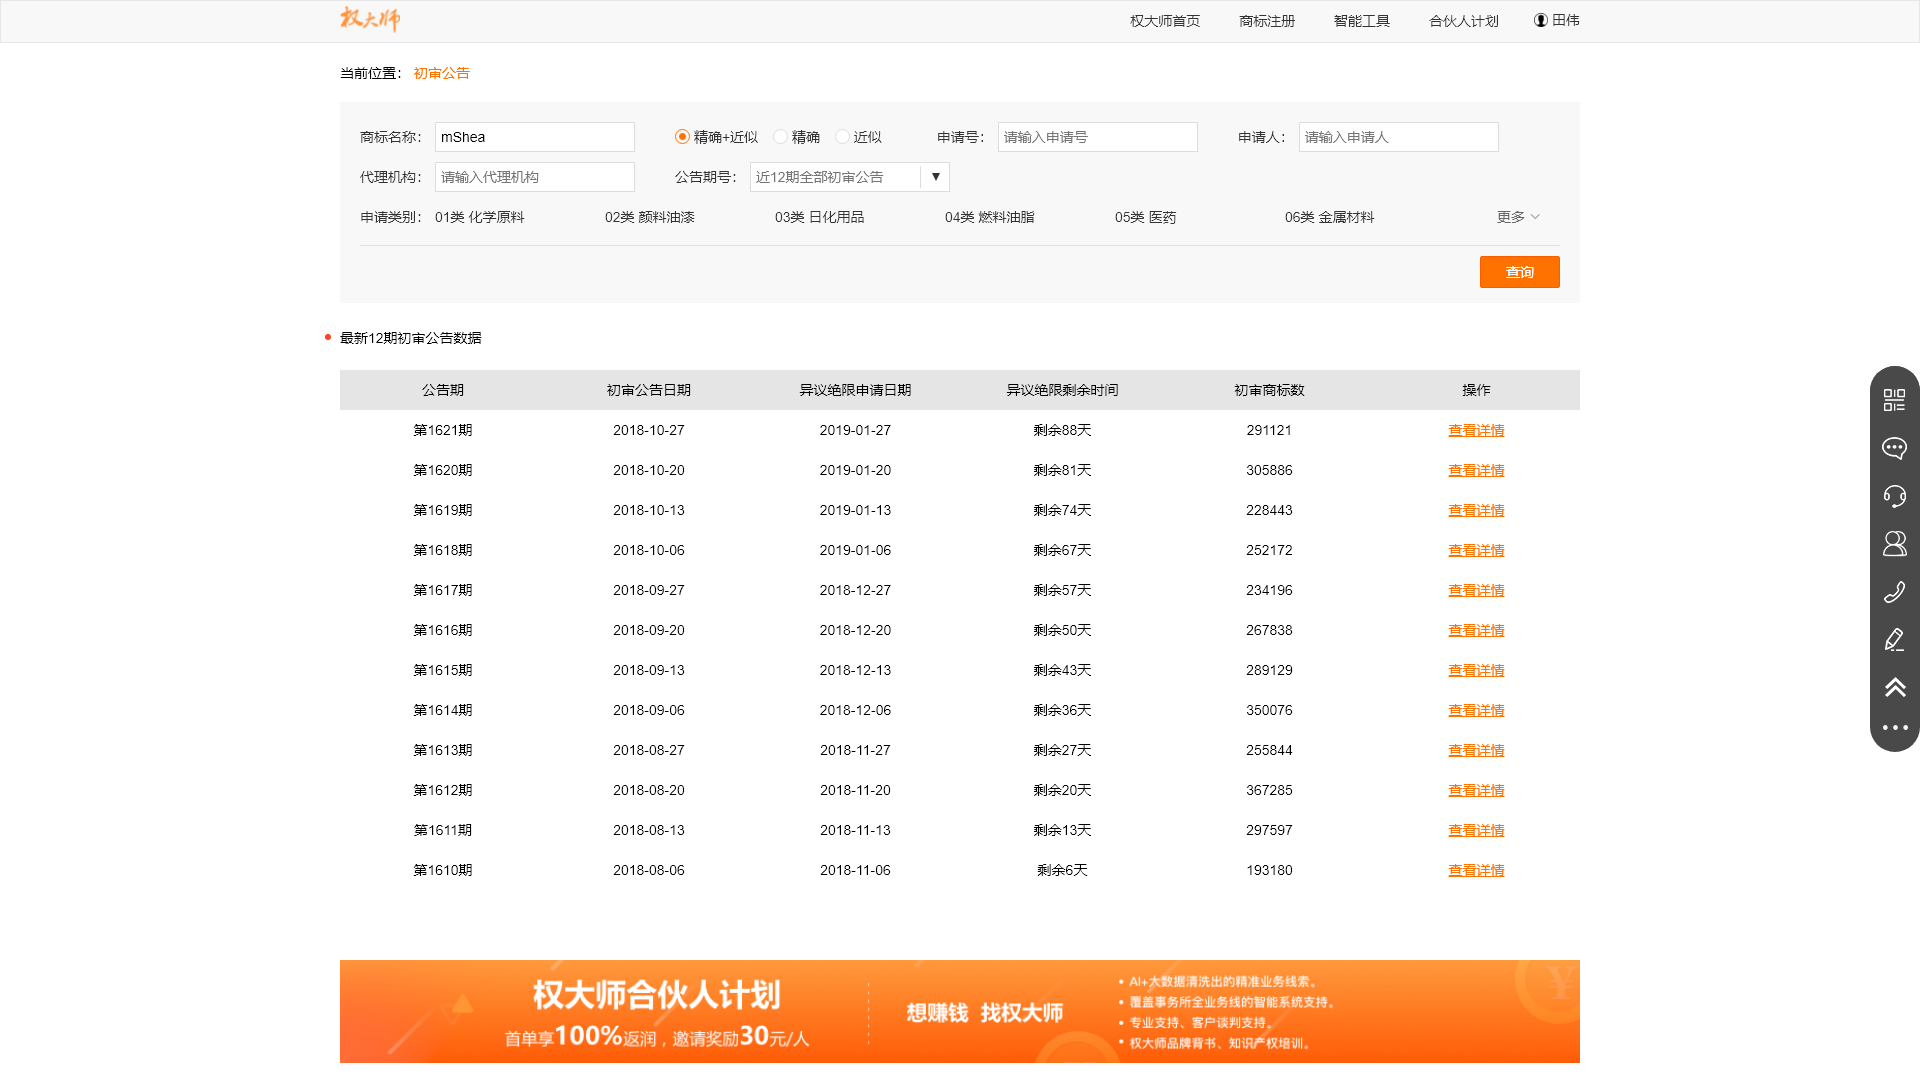 权大师 权大师首页 商标注册 智能工具 合伙人计划 田伟
当前位置： 初审公告
商标名称： mShea 精确+近似 精确 近似 申请号： 请输入申请号 申请人： 请输入申请人
代理机构： 请输入代理机构 公告期号： 近12期全部初审公告 ▼
申请类别： 01类 化学原料 02类 颜料油漆 03类 日化用品 04类 燃料油脂 05类 医药 06类 金属材料 更多
查询
最新12期初审公告数据
公告期 初审公告日期 异议绝限申请日期 异议绝限剩余时间 初审商标数 操作
第1621期 2018-10-27 2019-01-27 剩余88天 291121 查看详情
第1620期 2018-10-20 2019-01-20 剩余81天 305886 查看详情
第1619期 2018-10-13 2019-01-13 剩余74天 228443 查看详情
第1618期 2018-10-06 2019-01-06 剩余67天 252172 查看详情
第1617期 2018-09-27 2018-12-27 剩余57天 234196 查看详情
第1616期 2018-09-20 2018-12-20 剩余50天 267838 查看详情
第1615期 2018-09-13 2018-12-13 剩余43天 289129 查看详情
第1614期 2018-09-06 2018-12-06 剩余36天 350076 查看详情
第1613期 2018-08-27 2018-11-27 剩余27天 255844 查看详情
第1612期 2018-08-20 2018-11-20 剩余20天 367285 查看详情
第1611期 2018-08-13 2018-11-13 剩余13天 297597 查看详情
第1610期 2018-08-06 2018-11-06 剩余6天 193180 查看详情
权大师合伙人计划
首单享100%返润，邀请奖励30元/人
想赚钱 找权大师
• AI+大数据清洗出的精准业务线索。
• 覆盖事务所全业务线的智能系统支持。
• 专业支持、客户谈判支持。
• 权大师品牌背书、知识产权培训。